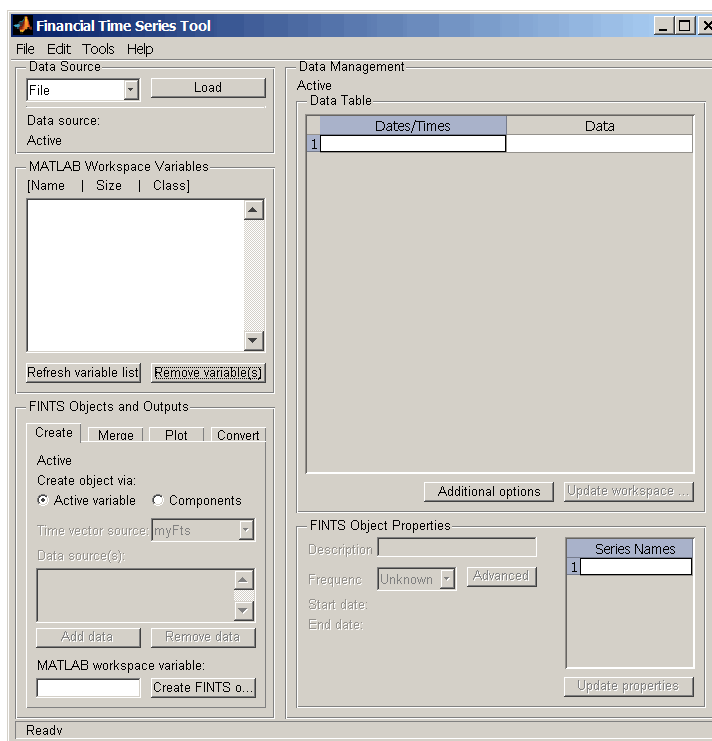 Financial Time Series Tool
File Edit Tools Help
Data Source
File
Load
Data source:
Active
MATLAB Workspace Variables
[Name | Size | Class]
Refresh variable list
Remove variable(s)
FINTS Objects and Outputs
Create
Merge
Plot
Convert
Active
Create object via:
Active variable
Components
Time vector source:
myFts
Data source(s):
Add data
Remove data
MATLAB workspace variable:
Create FINTS o...
Data Management
Active
Data Table
Dates/Times
Data
1
Additional options
Update workspace ...
FINTS Object Properties
Description
Frequenc
Unknown
Advanced
Start date:
End date:
Series Names
1
Update properties
Ready